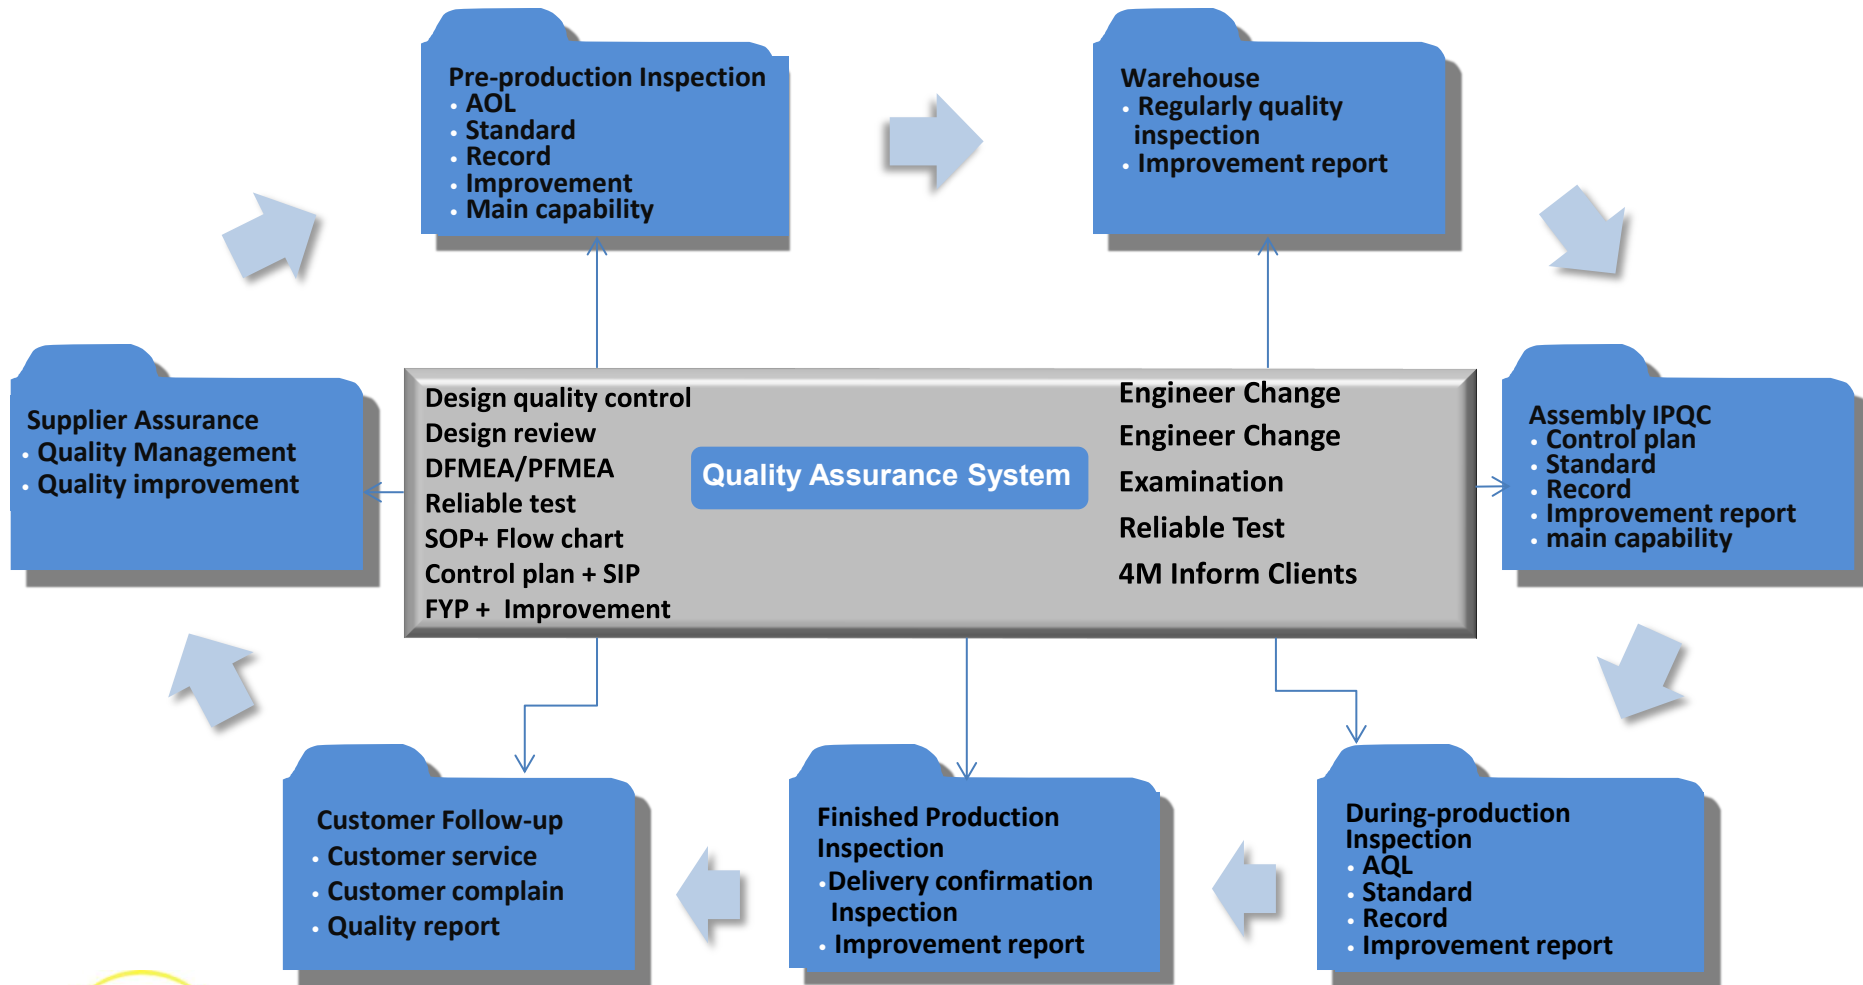 Pre-production Inspection
· AOL
· Standard
· Record
· Improvement
· Main capability
Warehouse
· Regularly quality
inspection
· Improvement report
Supplier Assurance
· Quality Management
· Quality improvement
Design quality control
Design review
DFMEA/PFMEA
Reliable test
SOP+ Flow chart
Control plan + SIP
FYP + Improvement
Quality Assurance System
Engineer Change
Engineer Change
Examination
Reliable Test
4M Inform Clients
Assembly IPQC
· Control plan
· Standard
· Record
· Improvement report
· main capability
Customer Follow-up
· Customer service
· Customer complain
· Quality report
Finished Production
Inspection
·Delivery confirmation
Inspection
· Improvement report
During-production
Inspection
· AQL
· Standard
· Record
· Improvement report